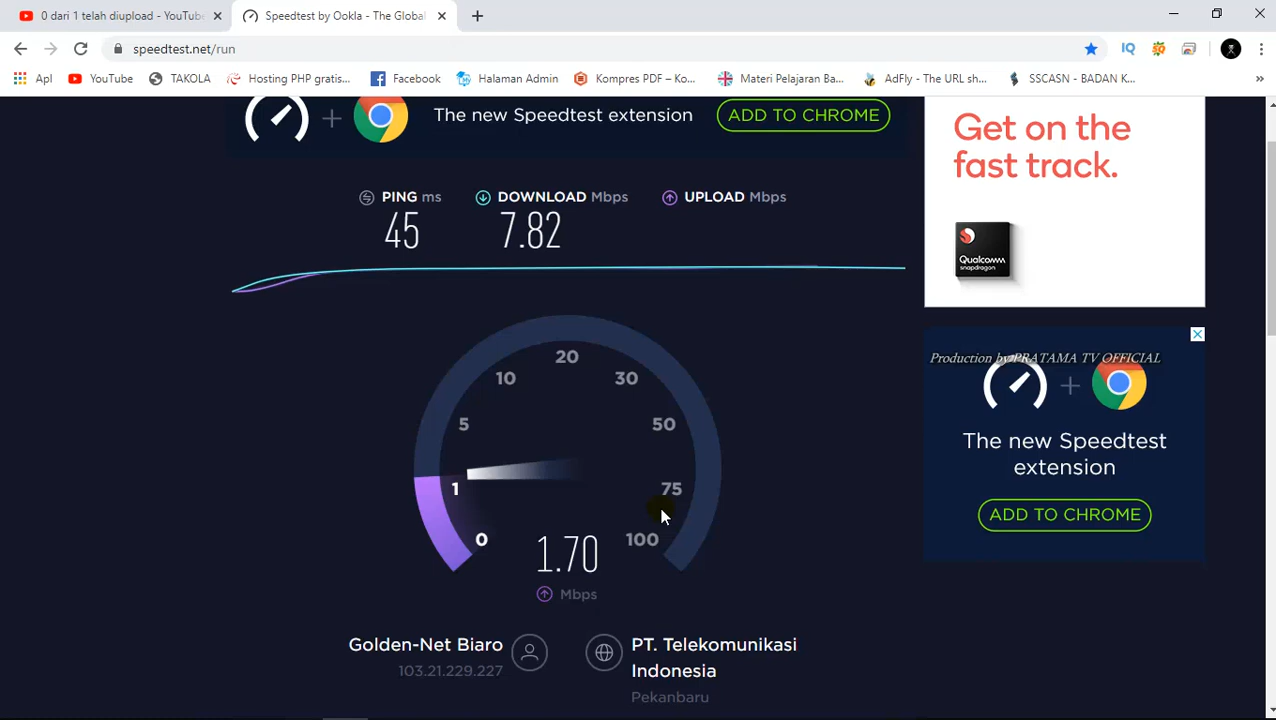 0 dari 1 telah diupload - YouTube
Speedtest by Ookla - The Global
speedtest.net/run
Apl
YouTube
TAKOLA
Hosting PHP gratis...
Facebook
Halaman Admin
Kompres PDF – Ko...
Materi Pelajaran Ba...
AdFly - The URL sh...
SSCASN - BADAN K...
The new Speedtest extension
ADD TO CHROME
Get on the
fast track.
Qualcomm
snapdragon
PING ms
DOWNLOAD Mbps
UPLOAD Mbps
45
7.82
0
1
5
10
20
30
50
75
100
1.70
Mbps
Production by PRATAMA TV OFFICIAL
The new Speedtest
extension
ADD TO CHROME
Golden-Net Biaro
103.21.229.227
PT. Telekomunikasi
Indonesia
Pekanbaru